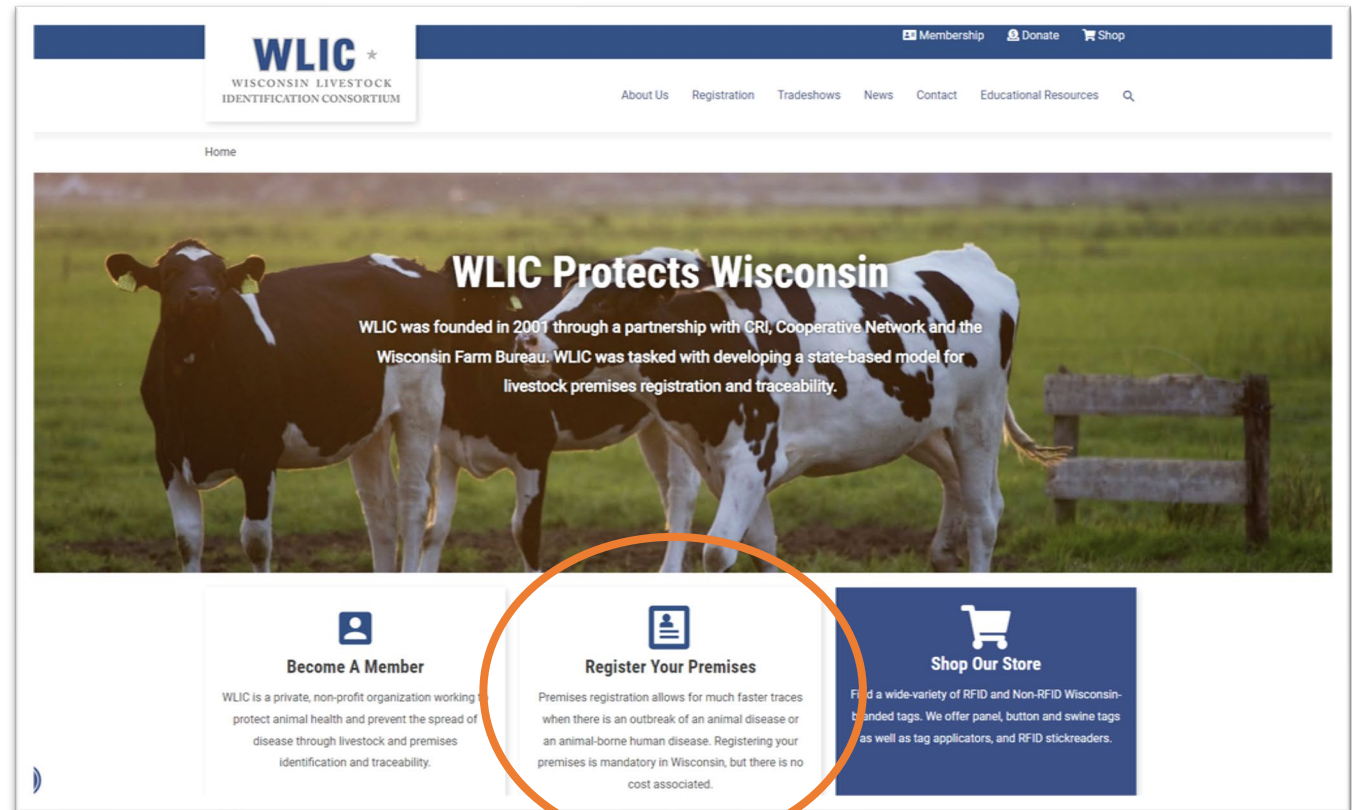 Membership Donate Shop
WLIC
WISCONSIN LIVESTOCK
IDENTIFICATION CONSORTIUM
About Us Registration Tradeshows News Contact Educational Resources
Home
WLIC Protects Wisconsin
WLIC was founded in 2001 through a partnership with CRI, Cooperative Network and the
Wisconsin Farm Bureau. WLIC was tasked with developing a state-based model for
livestock premises registration and traceability.
Become A Member
WLIC is a private, non-profit organization working to
protect animal health and prevent the spread of
disease through livestock and premises
identification and traceability.
Register Your Premises
Premises registration allows for much faster traces
when there is an outbreak of an animal disease or
an animal-borne human disease. Registering your
premises is mandatory in Wisconsin, but there is no
cost associated.
Shop Our Store
Find a wide-variety of RFID and Non-RFID Wisconsin-
branded tags. We offer panel, button and swine tags
as well as tag applicators, and RFID stickreaders.